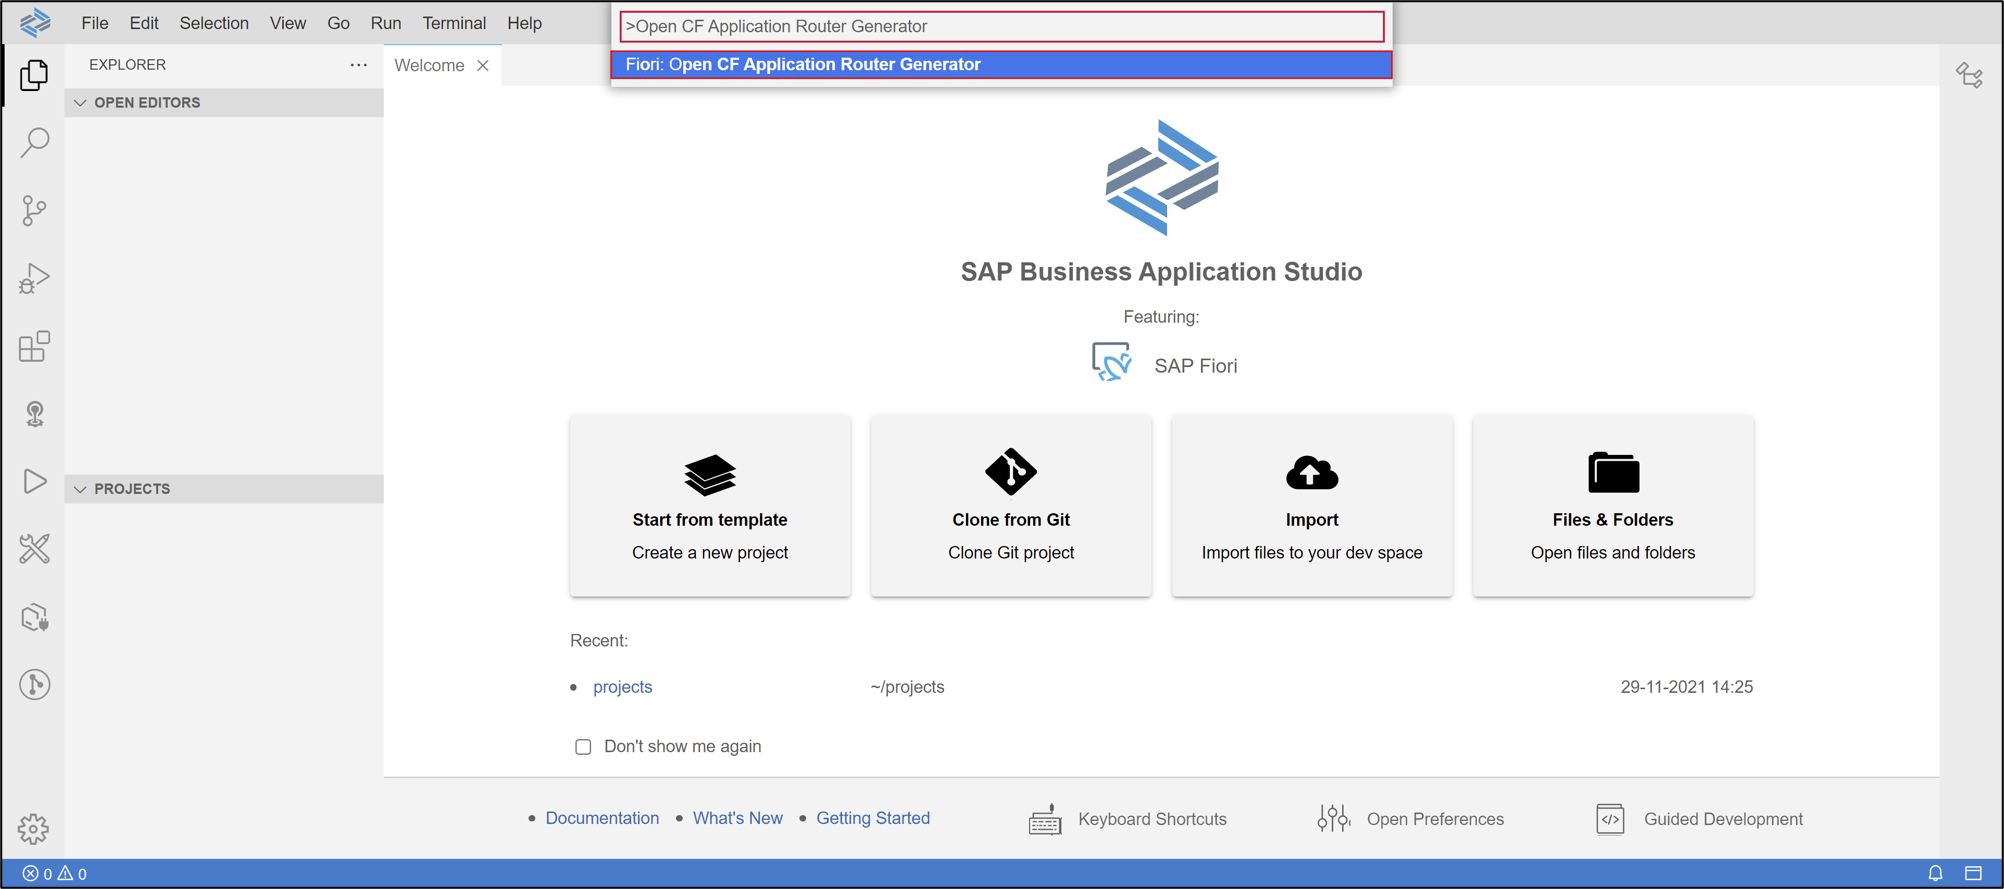 File Edit Selection View Go Run Terminal Help
>Open CF Application Router Generator
Fiori: Open CF Application Router Generator
EXPLORER
Welcome
OPEN EDITORS
PROJECTS
SAP Business Application Studio
Featuring:
SAP Fiori
Start from template
Create a new project
Clone from Git
Clone Git project
Import
Import files to your dev space
Files & Folders
Open files and folders
Recent:
projects ~/projects 29-11-2021 14:25
Don't show me again
Documentation What's New Getting Started Keyboard Shortcuts Open Preferences Guided Development
0 0